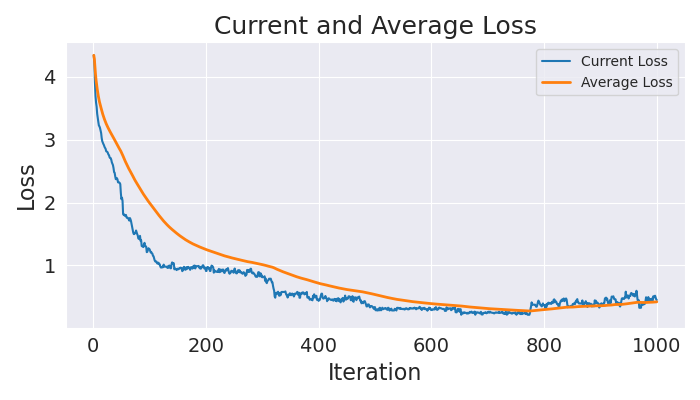 Current and Average Loss
Current Loss
Average Loss
Loss
4
3
2
1
0 200 400 600 800 1000
Iteration